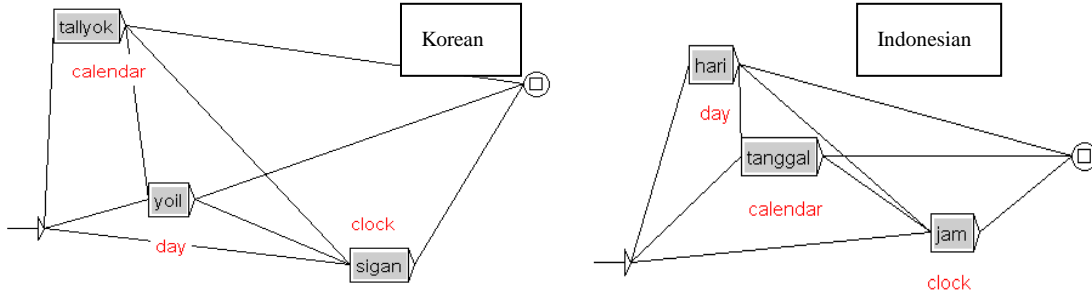 tallyok
Korean
calendar
yoil
day
clock
sigan
hari
Indonesian
day
tanggal
calendar
jam
clock